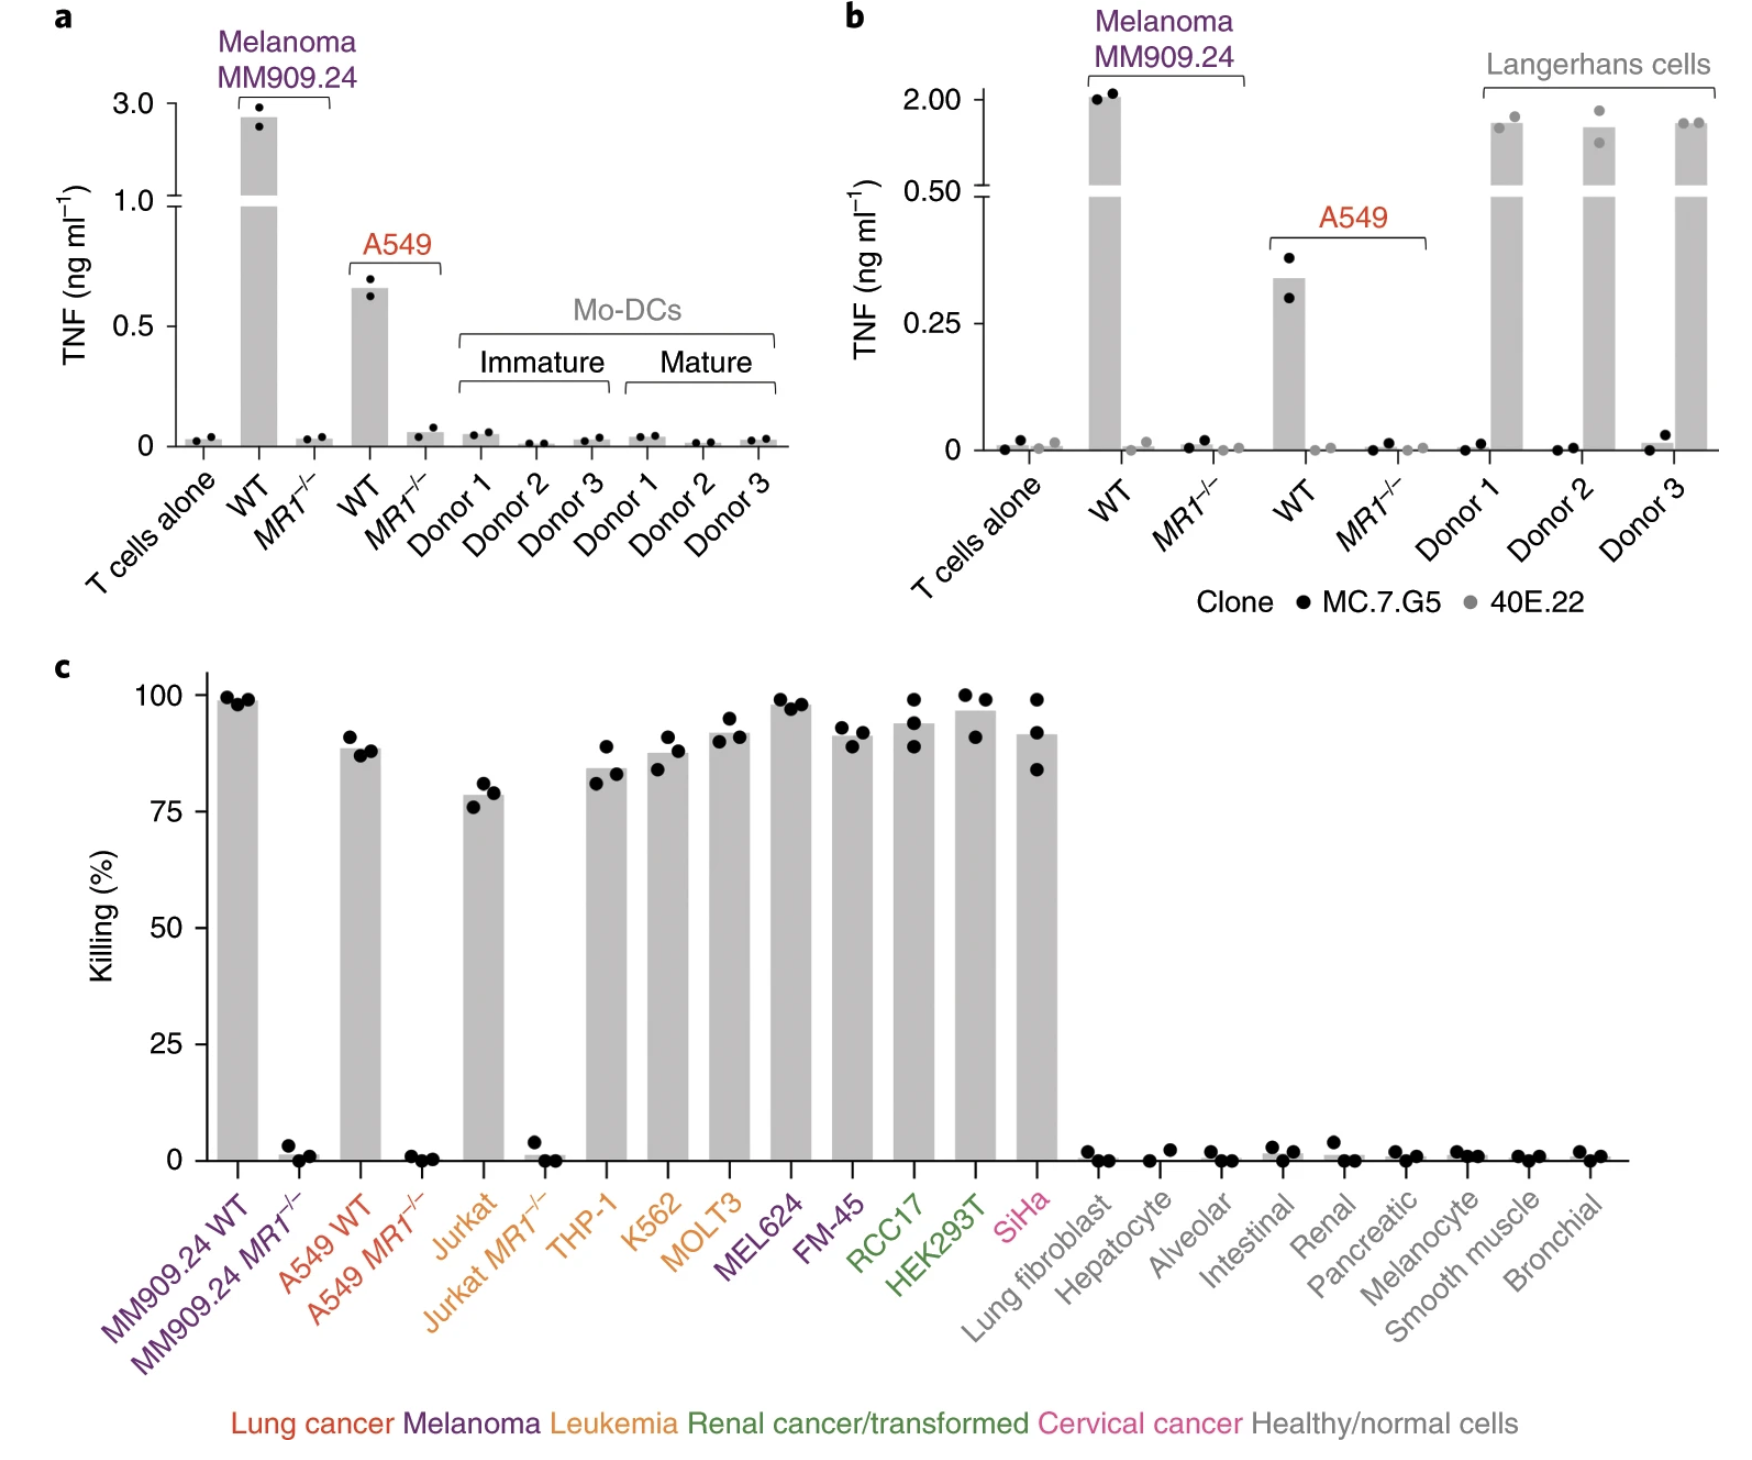 a
Melanoma
MM909.24
3.0
1.0
0.5
0
TNF (ng ml⁻¹)
A549
Mo-DCs
Immature Mature
T cells alone
WT
MR1⁻/⁻
WT
MR1⁻/⁻
Donor 1
Donor 2
Donor 3
Donor 1
Donor 2
Donor 3
b
Melanoma
MM909.24
Langerhans cells
2.00
0.50
0.25
0
TNF (ng ml⁻¹)
A549
T cells alone
WT
MR1⁻/⁻
WT
MR1⁻/⁻
Donor 1
Donor 2
Donor 3
Clone MC.7.G5 40E.22
c
100
75
50
25
0
Killing (%)
MM909.24 WT
MM909.24 MR1⁻/⁻
A549 WT
A549 MR1⁻/⁻
Jurkat
Jurkat MR1⁻/⁻
THP-1
K562
MOLT3
MEL624
FM-45
RCC17
HEK293T
SiHa
Lung fibroblast
Hepatocyte
Alveolar
Intestinal
Renal
Pancreatic
Melanocyte
Smooth muscle
Bronchial
Lung cancer Melanoma Leukemia Renal cancer/transformed Cervical cancer Healthy/normal cells